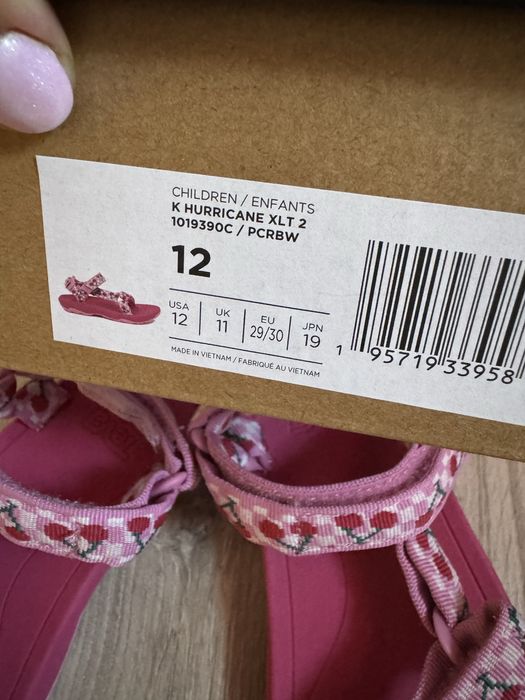 CHILDREN / ENFANTS
K HURRICANE XLT 2
1019390C / PCRBW
12
USA UK EU JPN
12 11 29/30 19
MADE IN VIETNAM / FABRIQUÉ AU VIETNAM
1 95719 33958